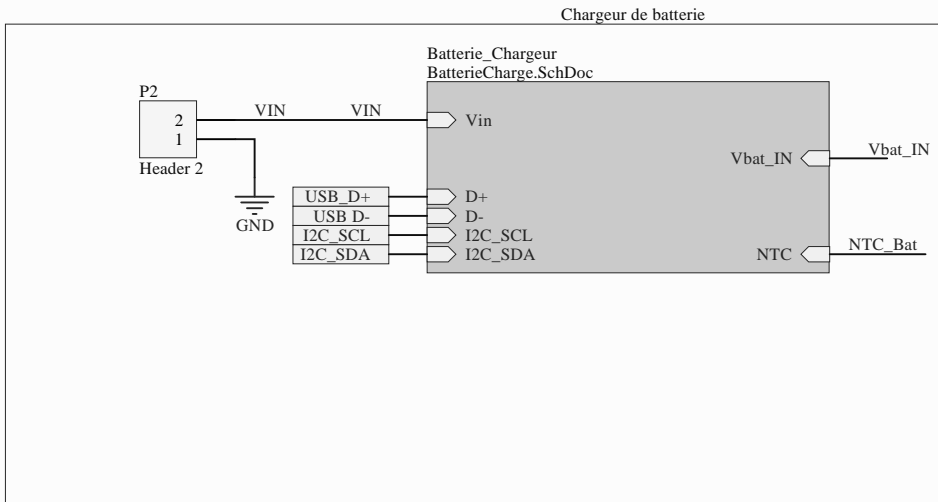 Chargeur de batterie
Batterie_Chargeur
BatterieCharge.SchDoc
P2
2 VIN VIN Vin
1
Header 2
GND
Vbat_IN Vbat_IN
USB_D+ D+
USB D- D-
I2C_SCL I2C_SCL
I2C_SDA I2C_SDA
NTC NTC_Bat